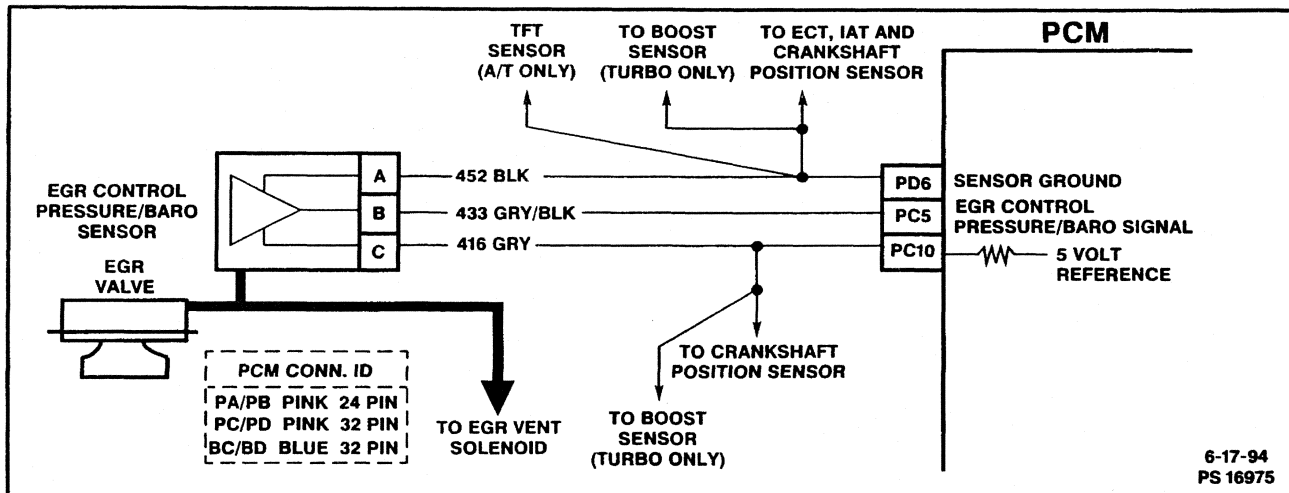 TFT
SENSOR
(A/T ONLY)
TO BOOST
SENSOR
(TURBO ONLY)
TO ECT, IAT AND
CRANKSHAFT
POSITION SENSOR
PCM
EGR CONTROL
PRESSURE/BARO
SENSOR
A
452 BLK
PD6
SENSOR GROUND
B
433 GRY/BLK
PC5
EGR CONTROL
PRESSURE/BARO SIGNAL
C
416 GRY
PC10
5 VOLT
REFERENCE
EGR
VALVE
PCM CONN. ID
PA/PB PINK 24 PIN
PC/PD PINK 32 PIN
BC/BD BLUE 32 PIN
TO EGR VENT
SOLENOID
TO CRANKSHAFT
POSITION SENSOR
TO BOOST
SENSOR
(TURBO ONLY)
6-17-94
PS 16975